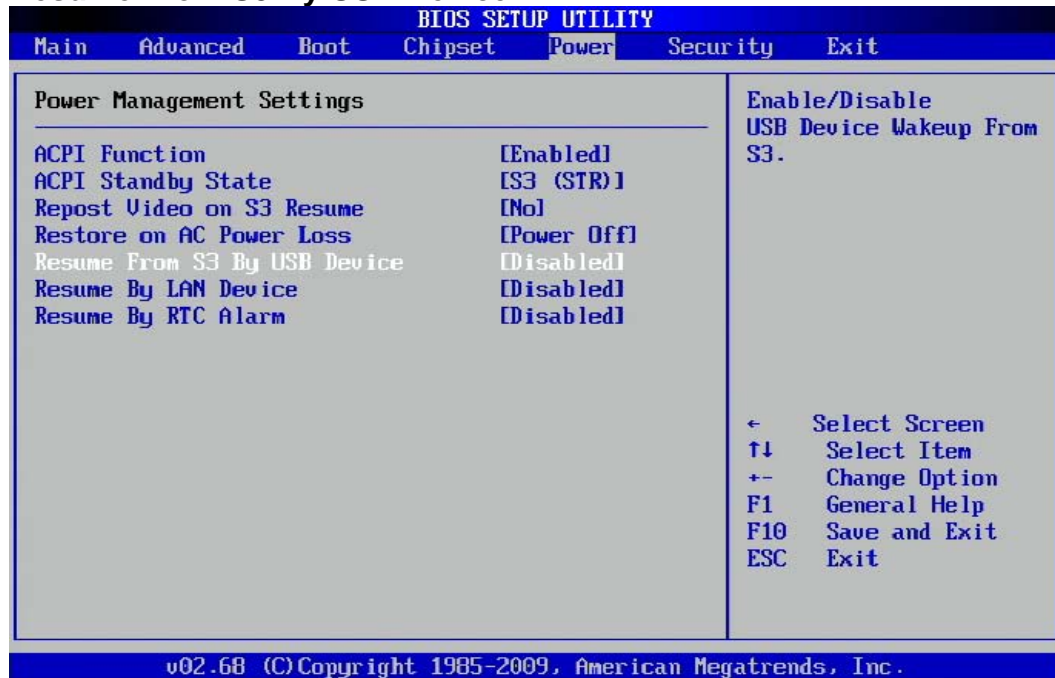 BIOS SETUP UTILITY
Main Advanced Boot Chipset Power Security Exit
Power Management Settings
ACPI Function [Enabled]
ACPI Standby State [S3 (STR)]
Repost Video on S3 Resume [No]
Restore on AC Power Loss [Power Off]
Resume From S3 By USB Device [Disabled]
Resume By LAN Device [Disabled]
Resume By RTC Alarm [Disabled]
Enable/Disable
USB Device Wakeup From
S3.
← Select Screen
↑↓ Select Item
+- Change Option
F1 General Help
F10 Save and Exit
ESC Exit
v02.68 (C)Copyright 1985-2009, American Megatrends, Inc.